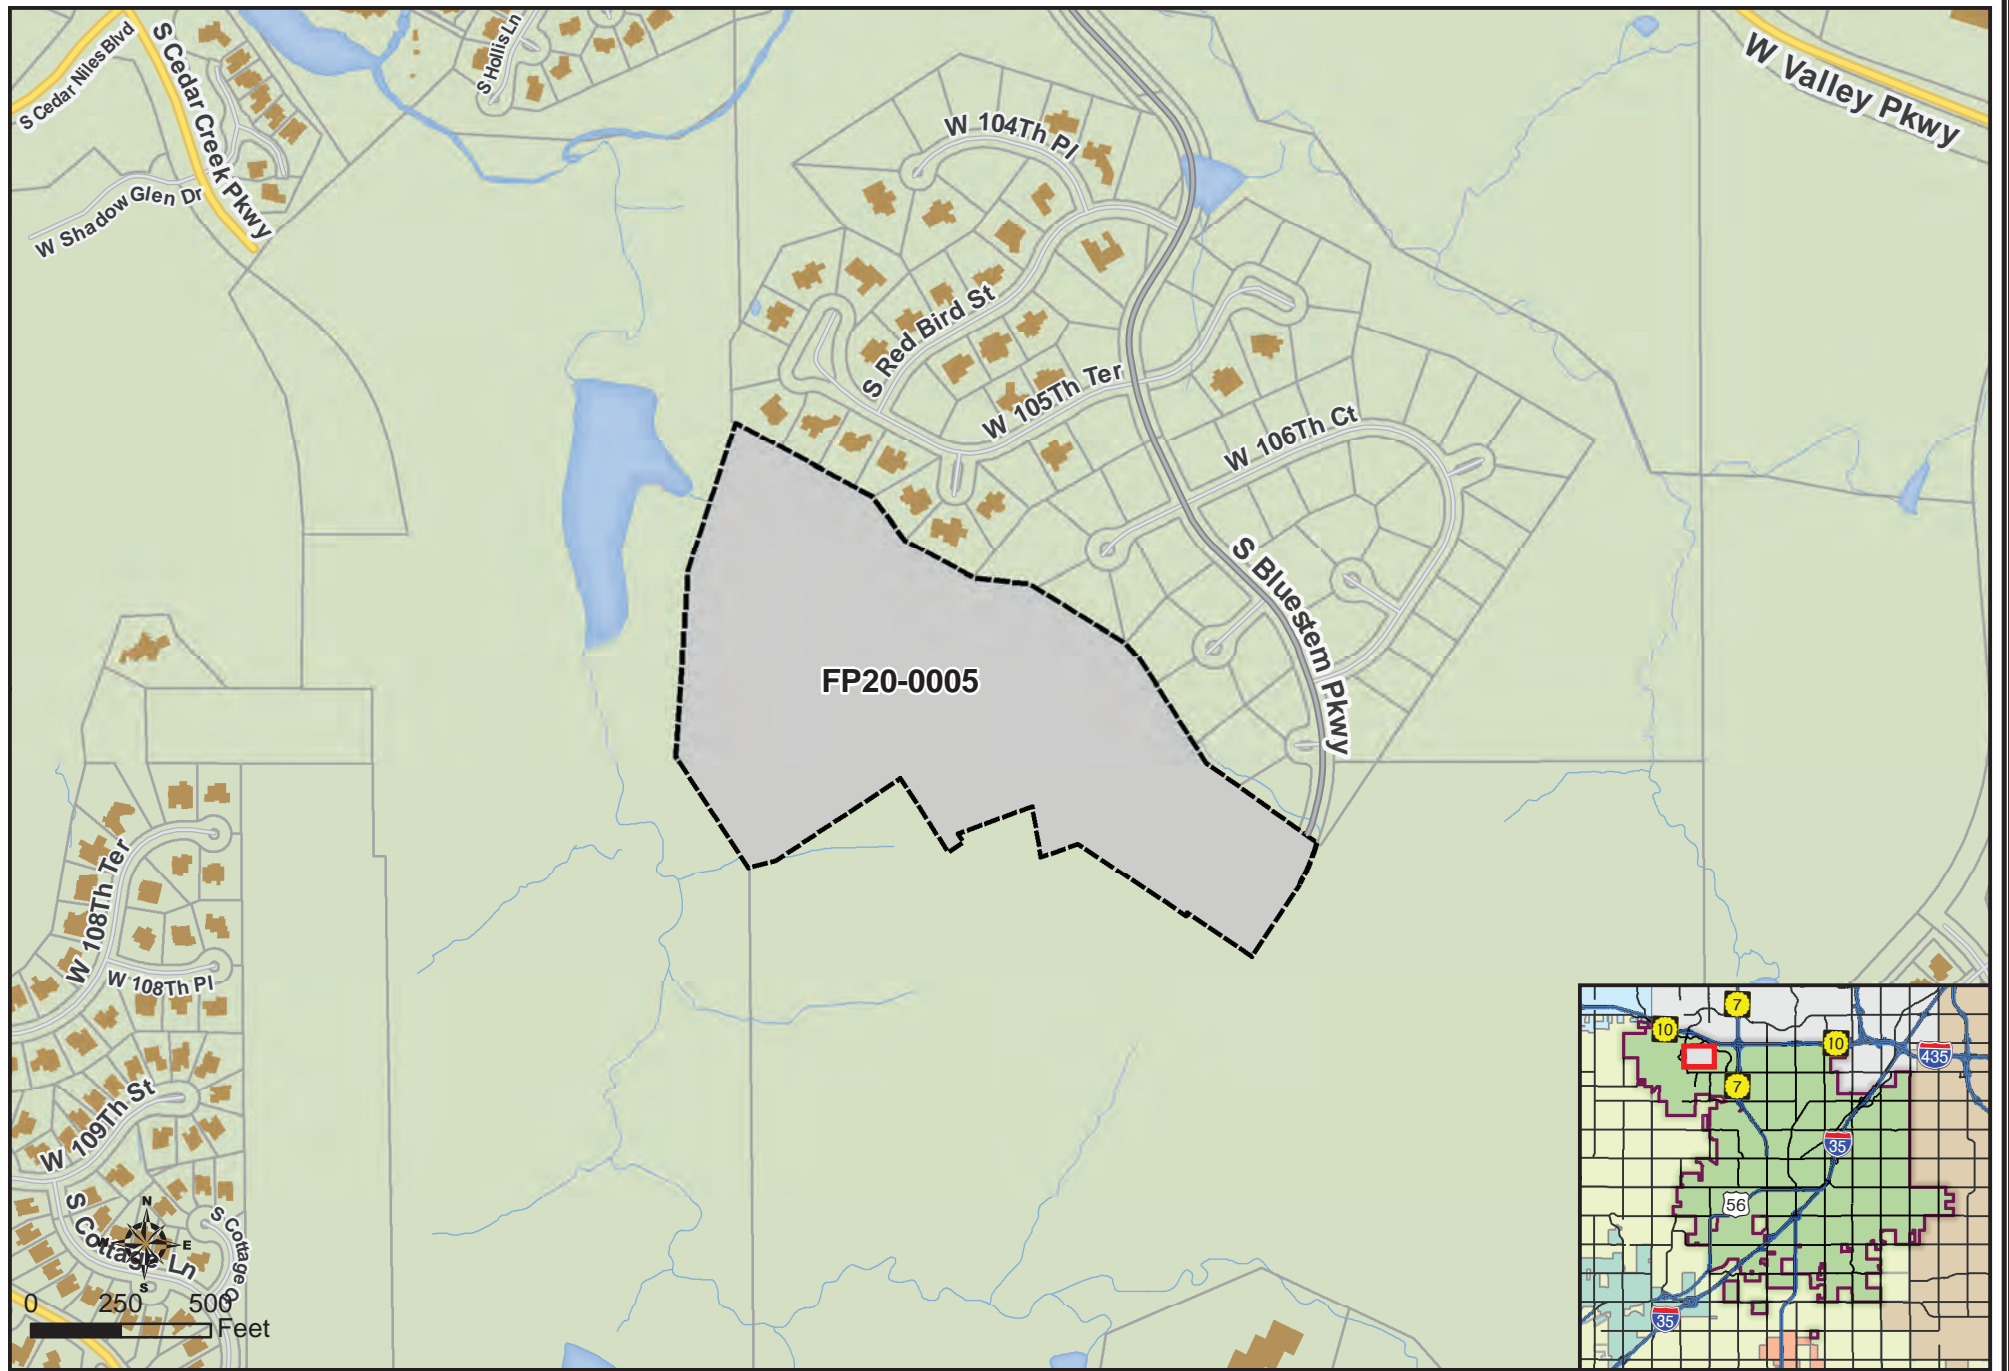 S Cedar Niles Blvd
S Cedar Creek Pkwy
S Hollis Ln
W Valley Pkwy
W 104Th Pl
W Shadow Glen Dr
S Red Bird St
W 105Th Ter
W 106Th Ct
S Bluestem Pkwy
FP20-0005
W 108Th Ter
W 108Th Pl
W 109Th St
S Cottage Ln
S Cottage
N
E
S
0 250 500
Feet
7
10
10
435
7
35
56
35